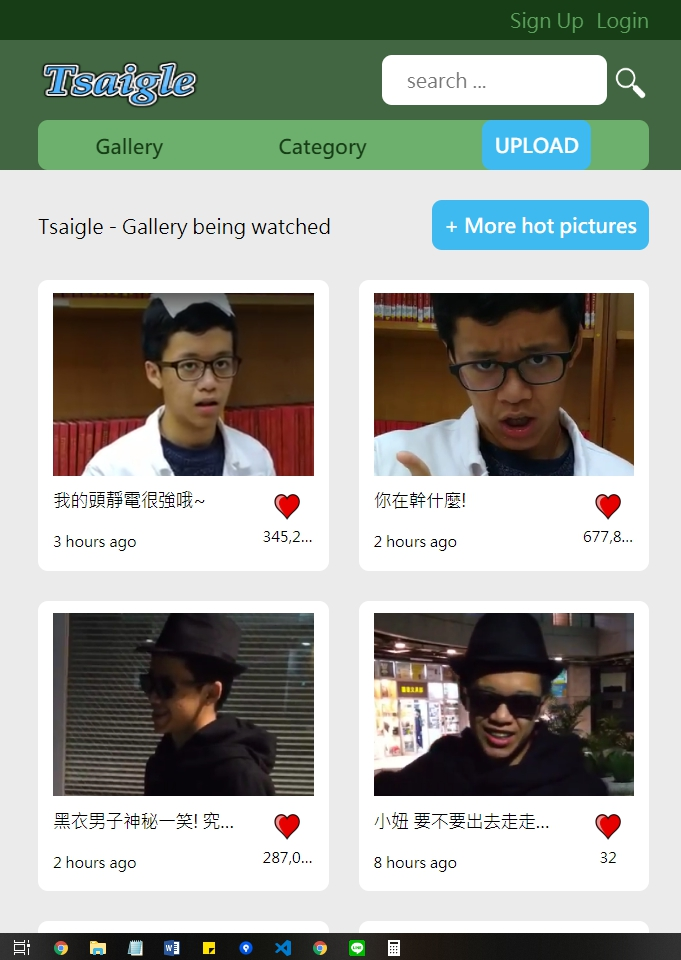 Sign Up Login
Tsaigle
search ...
Gallery Category UPLOAD
Tsaigle - Gallery being watched
+ More hot pictures
我的頭靜電很強哦~
345,2...
3 hours ago
你在幹什麼!
677,8...
2 hours ago
黑衣男子神秘一笑! 究...
287,0...
2 hours ago
小妞 要不要出去走走...
32
8 hours ago